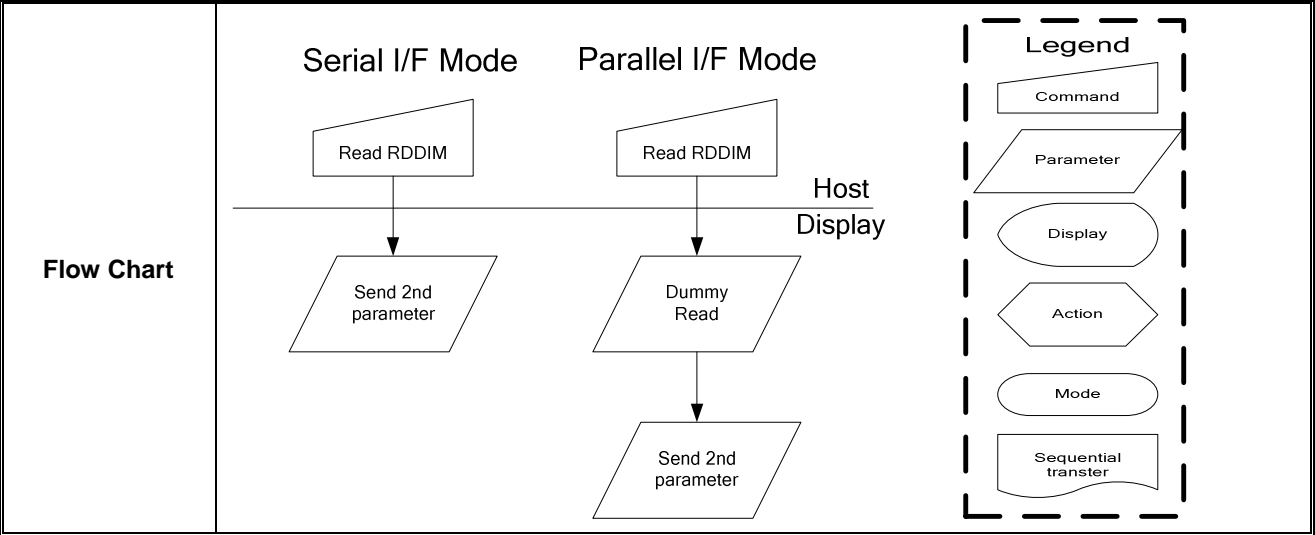 Flow Chart
Serial I/F Mode
Read RDDIM
Send 2nd
parameter
Parallel I/F Mode
Read RDDIM
Host
Display
Dummy
Read
Send 2nd
parameter
Legend
Command
Parameter
Display
Action
Mode
Sequential
transter